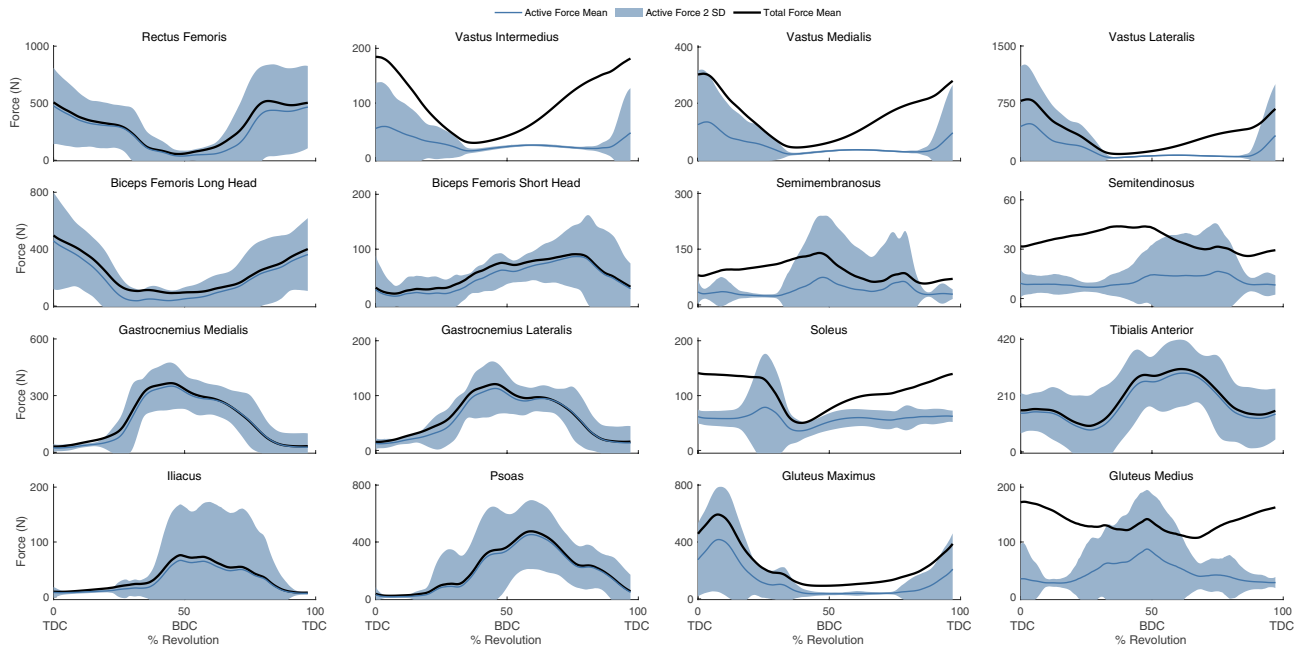 Active Force Mean Active Force 2 SD Total Force Mean
Rectus Femoris Vastus Intermedius Vastus Medialis Vastus Lateralis
1000 200 400 1500
Force (N)
500 100 200 750
0 0 0 0
Biceps Femoris Long Head Biceps Femoris Short Head Semimembranosus Semitendinosus
800 200 300 60
400 100 150 30
0 0 0 0
Gastrocnemius Medialis Gastrocnemius Lateralis Soleus Tibialis Anterior
600 200 200 420
Force (N)
300 100 100 210
0 0 0 0
Iliacus Psoas Gluteus Maximus Gluteus Medius
200 800 800 200
Force (N)
100 400 400 100
0 0 0 0
0 50 100 0 50 100 0 50 100 0 50 100
TDC BDC TDC TDC BDC TDC TDC BDC TDC TDC BDC TDC
% Revolution % Revolution % Revolution % Revolution